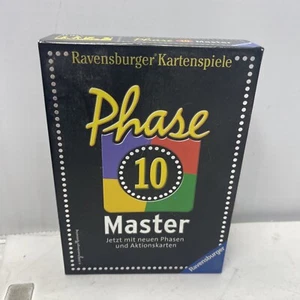 Ravensburger® Kartenspiele
Phase
10
Master
Jetzt mit neuen Phasen
und Aktionskarten
Ravensburger